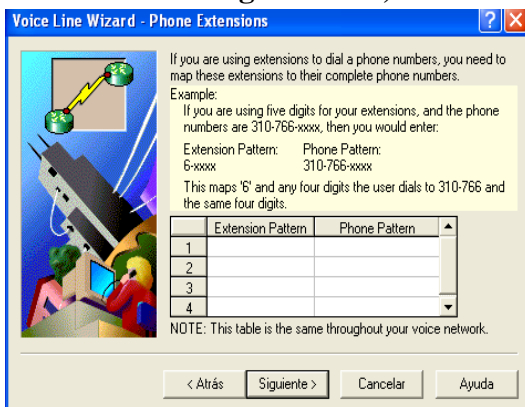 Voice Line Wizard - Phone Extensions
If you are using extensions to dial a phone numbers, you need to
map these extensions to their complete phone numbers.
Example:
If you are using five digits for your extensions, and the phone
numbers are 310-766-xxxx, then you would enter:
Extension Pattern: Phone Pattern:
6-xxxx 310-766-xxxx
This maps '6' and any four digits the user dials to 310-766 and
the same four digits.
Extension Pattern Phone Pattern
1
2
3
4
NOTE: This table is the same throughout your voice network.
< Atrás Siguiente > Cancelar Ayuda